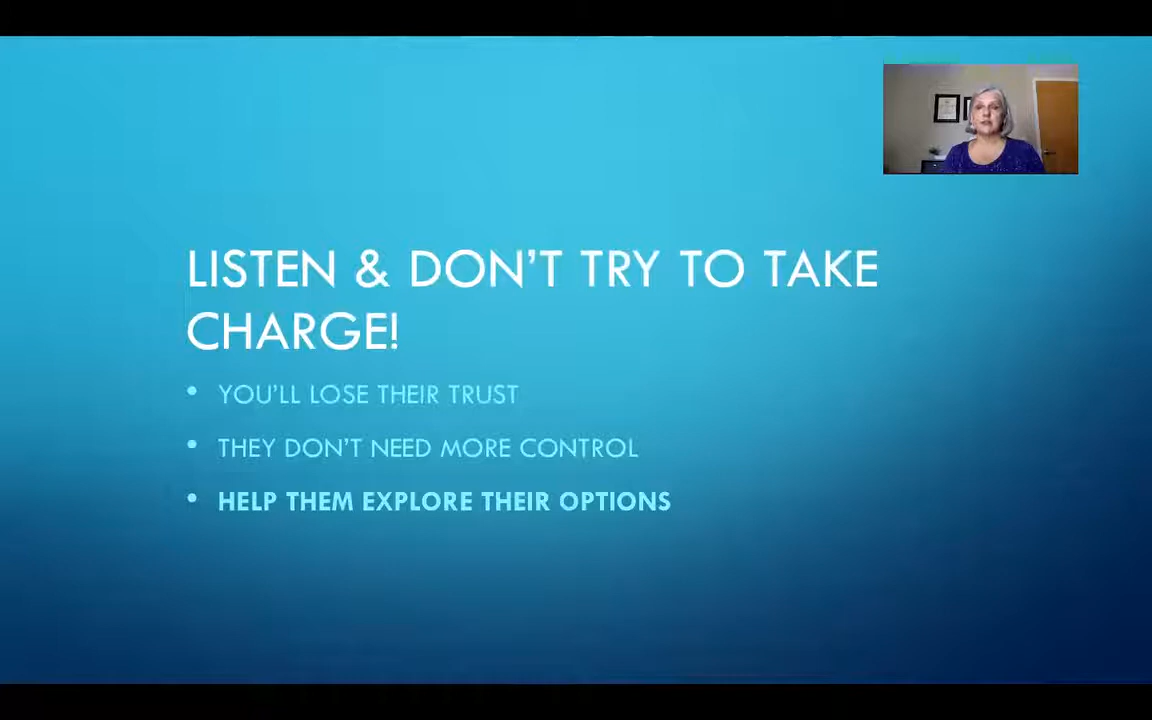 LISTEN & DON'T TRY TO TAKE
CHARGE!
• YOU'LL LOSE THEIR TRUST
• THEY DON'T NEED MORE CONTROL
• HELP THEM EXPLORE THEIR OPTIONS